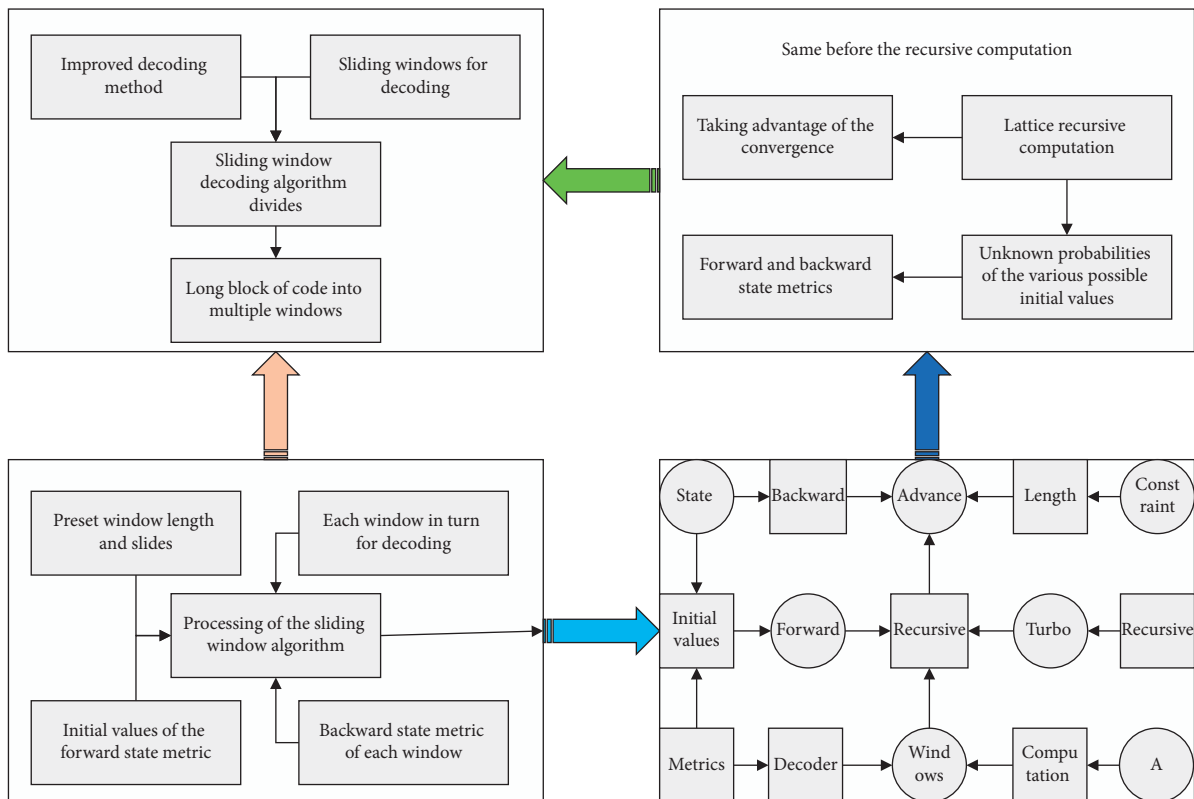 Improved decoding
method
Sliding windows for
decoding
Sliding window
decoding algorithm
divides
Long block of code into
multiple windows
Same before the recursive computation
Taking advantage of the
convergence
Lattice recursive
computation
Forward and backward
state metrics
Unknown probabilities
of the various possible
initial values
Preset window length
and slides
Each window in turn
for decoding
Processing of the sliding
window algorithm
Initial values of the
forward state metric
Backward state metric
of each window
State
Backward
Advance
Length
Const
raint
Initial
values
Forward
Recursive
Turbo
Recursive
Metrics
Decoder
Wind
ows
Compu
tation
A